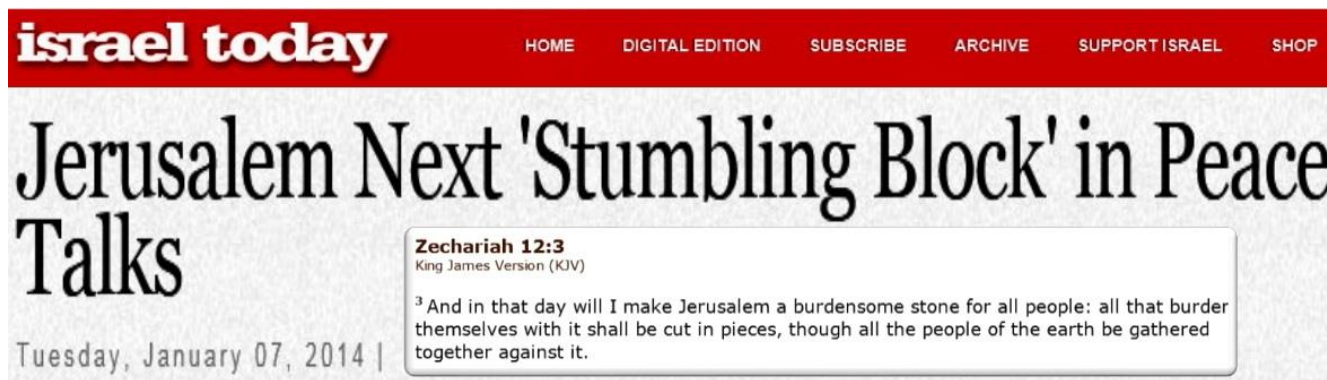 israel today
HOME DIGITAL EDITION SUBSCRIBE ARCHIVE SUPPORT ISRAEL SHOP
Jerusalem Next 'Stumbling Block' in Peace
Talks
Tuesday, January 07, 2014 |
Zechariah 12:3
King James Version (KJV)
3 And in that day will I make Jerusalem a burdensome stone for all people: all that burder
themselves with it shall be cut in pieces, though all the people of the earth be gathered
together against it.